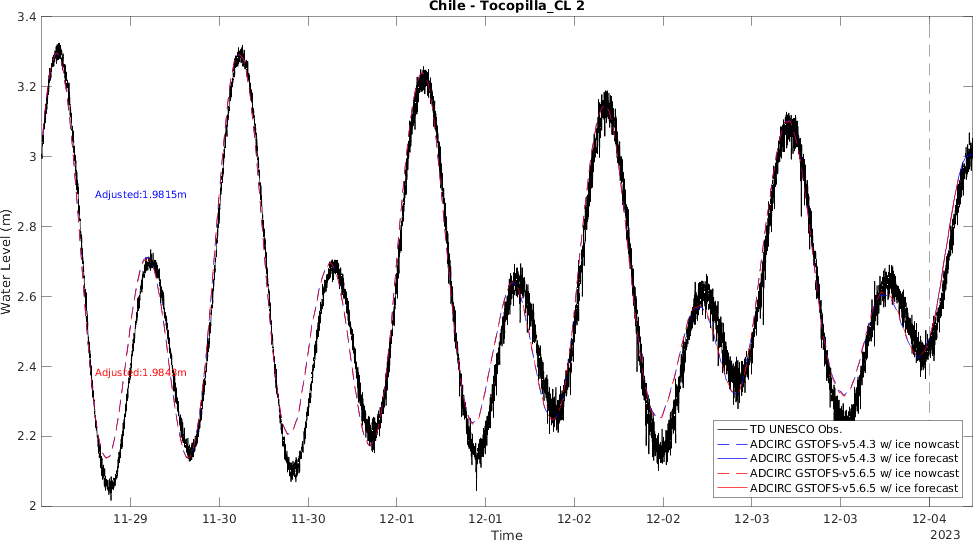 Chile - Tocopilla_CL 2
Water Level (m)
3.4
3.2
3
2.8
2.6
2.4
2.2
2
Adjusted:1.9815m
Adjusted:1.9843m
TD UNESCO Obs.
ADCIRC GSTOFS-v5.4.3 w/ ice nowcast
ADCIRC GSTOFS-v5.4.3 w/ ice forecast
ADCIRC GSTOFS-v5.6.5 w/ ice nowcast
ADCIRC GSTOFS-v5.6.5 w/ ice forecast
11-29 11-30 11-30 12-01 12-01 12-02 12-02 12-03 12-03 12-04
Time
2023